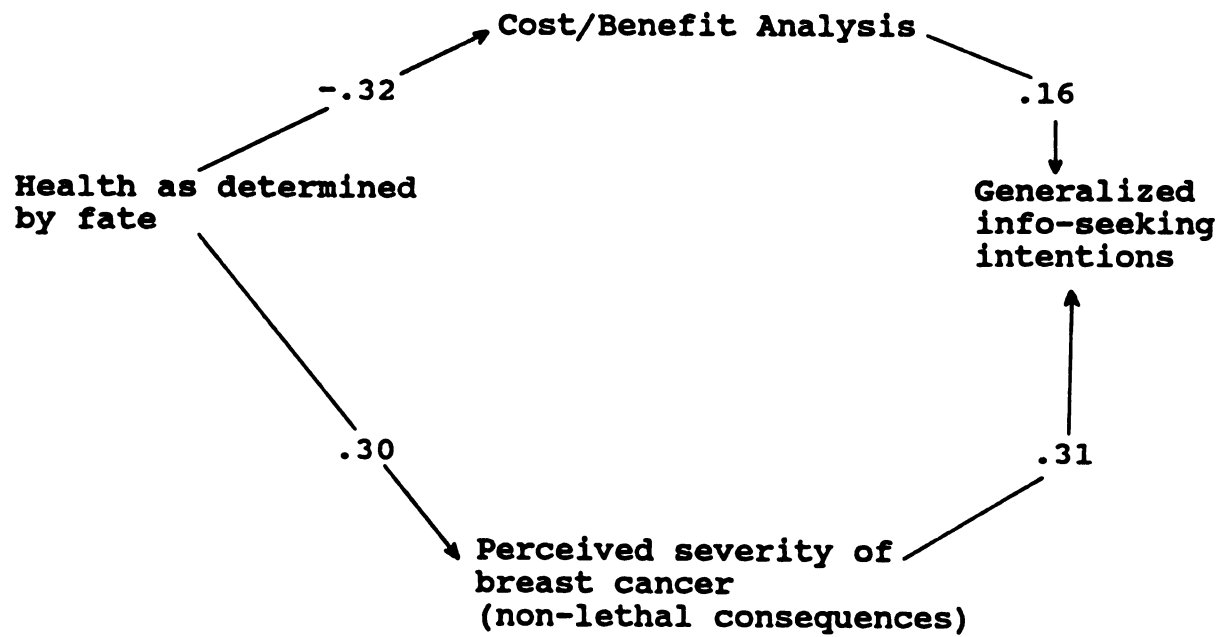 Cost/Benefit Analysis
-.32
.16
Health as determined
by fate
Generalized
info-seeking
intentions
.30
.31
Perceived severity of
breast cancer
(non-lethal consequences)